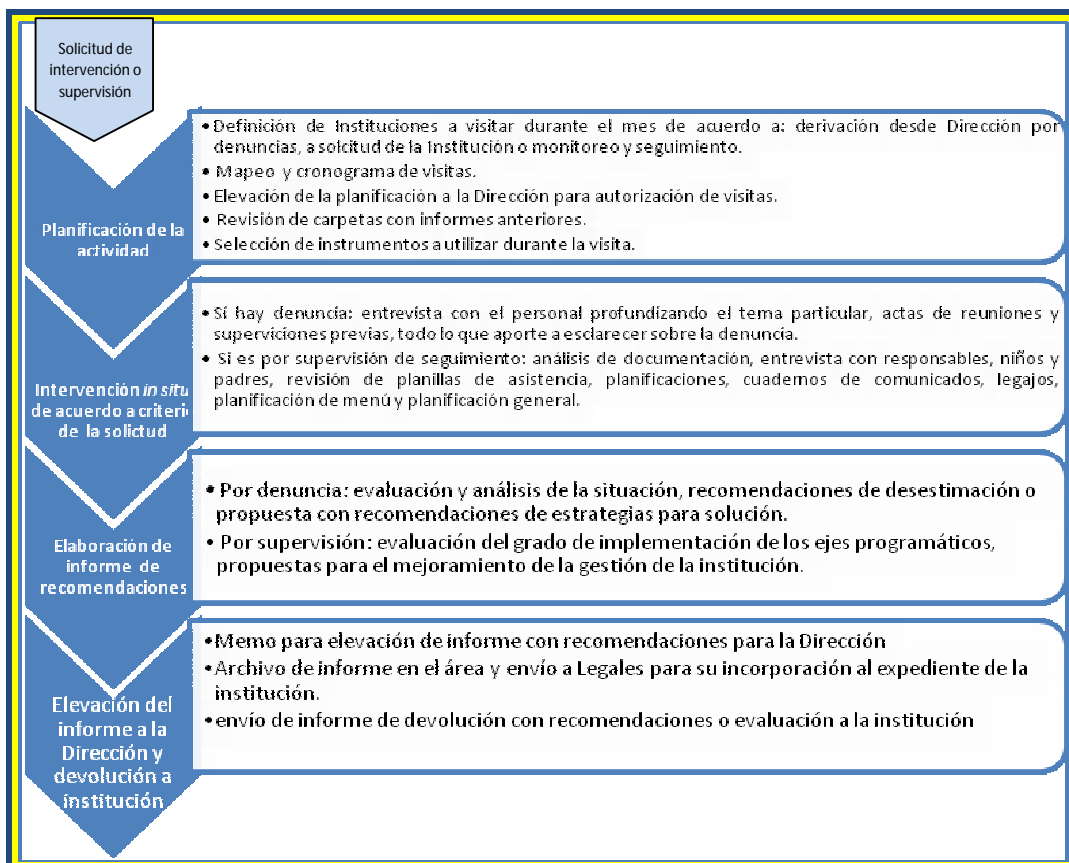 Solicitud de
intervención o
supervisión
Planificación de la
actividad
• Definición de Instituciones a visitar durante el mes de acuerdo a: derivación desde Dirección por
denuncias, a solcitud de la Institución o monitoreo y seguimiento.
• Mapeo y cronograma de visitas.
• Elevación de la planificación a la Dirección para autorización de visitas.
• Revisión de carpetas con informes anteriores.
• Selección de instrumentos a utilizar durante la visita.
Intervención in situ
de acuerdo a criteri
de la solictud
• Si hay denuncia: entrevista con el personal profundizando el tema particular, actas de reuniones y
superviciones previas, todo lo que aporte a esclarecer sobre la denuncia.
• Si es por supervisión de seguimiento: análisis de documentación, entrevista con responsables, niños y
padres, revisión de planillas de asistencia, planificaciones, cuadernos de comunicados, legajos,
planificación de menú y planificación general.
Elaboración de
informe de
recomendaciones
• Por denuncia: evaluación y análisis de la situación, recomendaciones de desestimación o
propuesta con recomendaciones de estrategias para solución.
• Por supervisión: evaluación del grado de implementación de los ejes programáticos,
propuestas para el mejoramiento de la gestión de la institución.
Elevación del
informe a la
Dirección y
devolución a
institución
• Memo para elevación de informe con recomendaciones para la Dirección
• Archivo de informe en el área y envío a Legales para su incorporación al expediente de la
institución.
• envío de informe de devolución con recomendaciones o evaluación a la institución